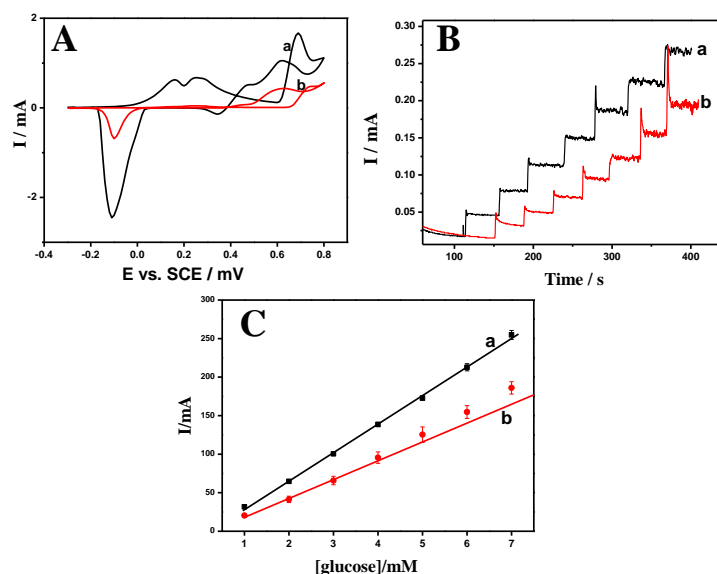 A
a
b
I / mA
2
0
-2
-0.4 -0.2 0.0 0.2 0.4 0.6 0.8
E vs. SCE / mV
B
a
b
I / mA
0.30
0.25
0.20
0.15
0.10
0.05
100 200 300 400
Time / s
C
a
b
I/mA
300
250
200
150
100
50
0
1 2 3 4 5 6 7
[glucose]/mM